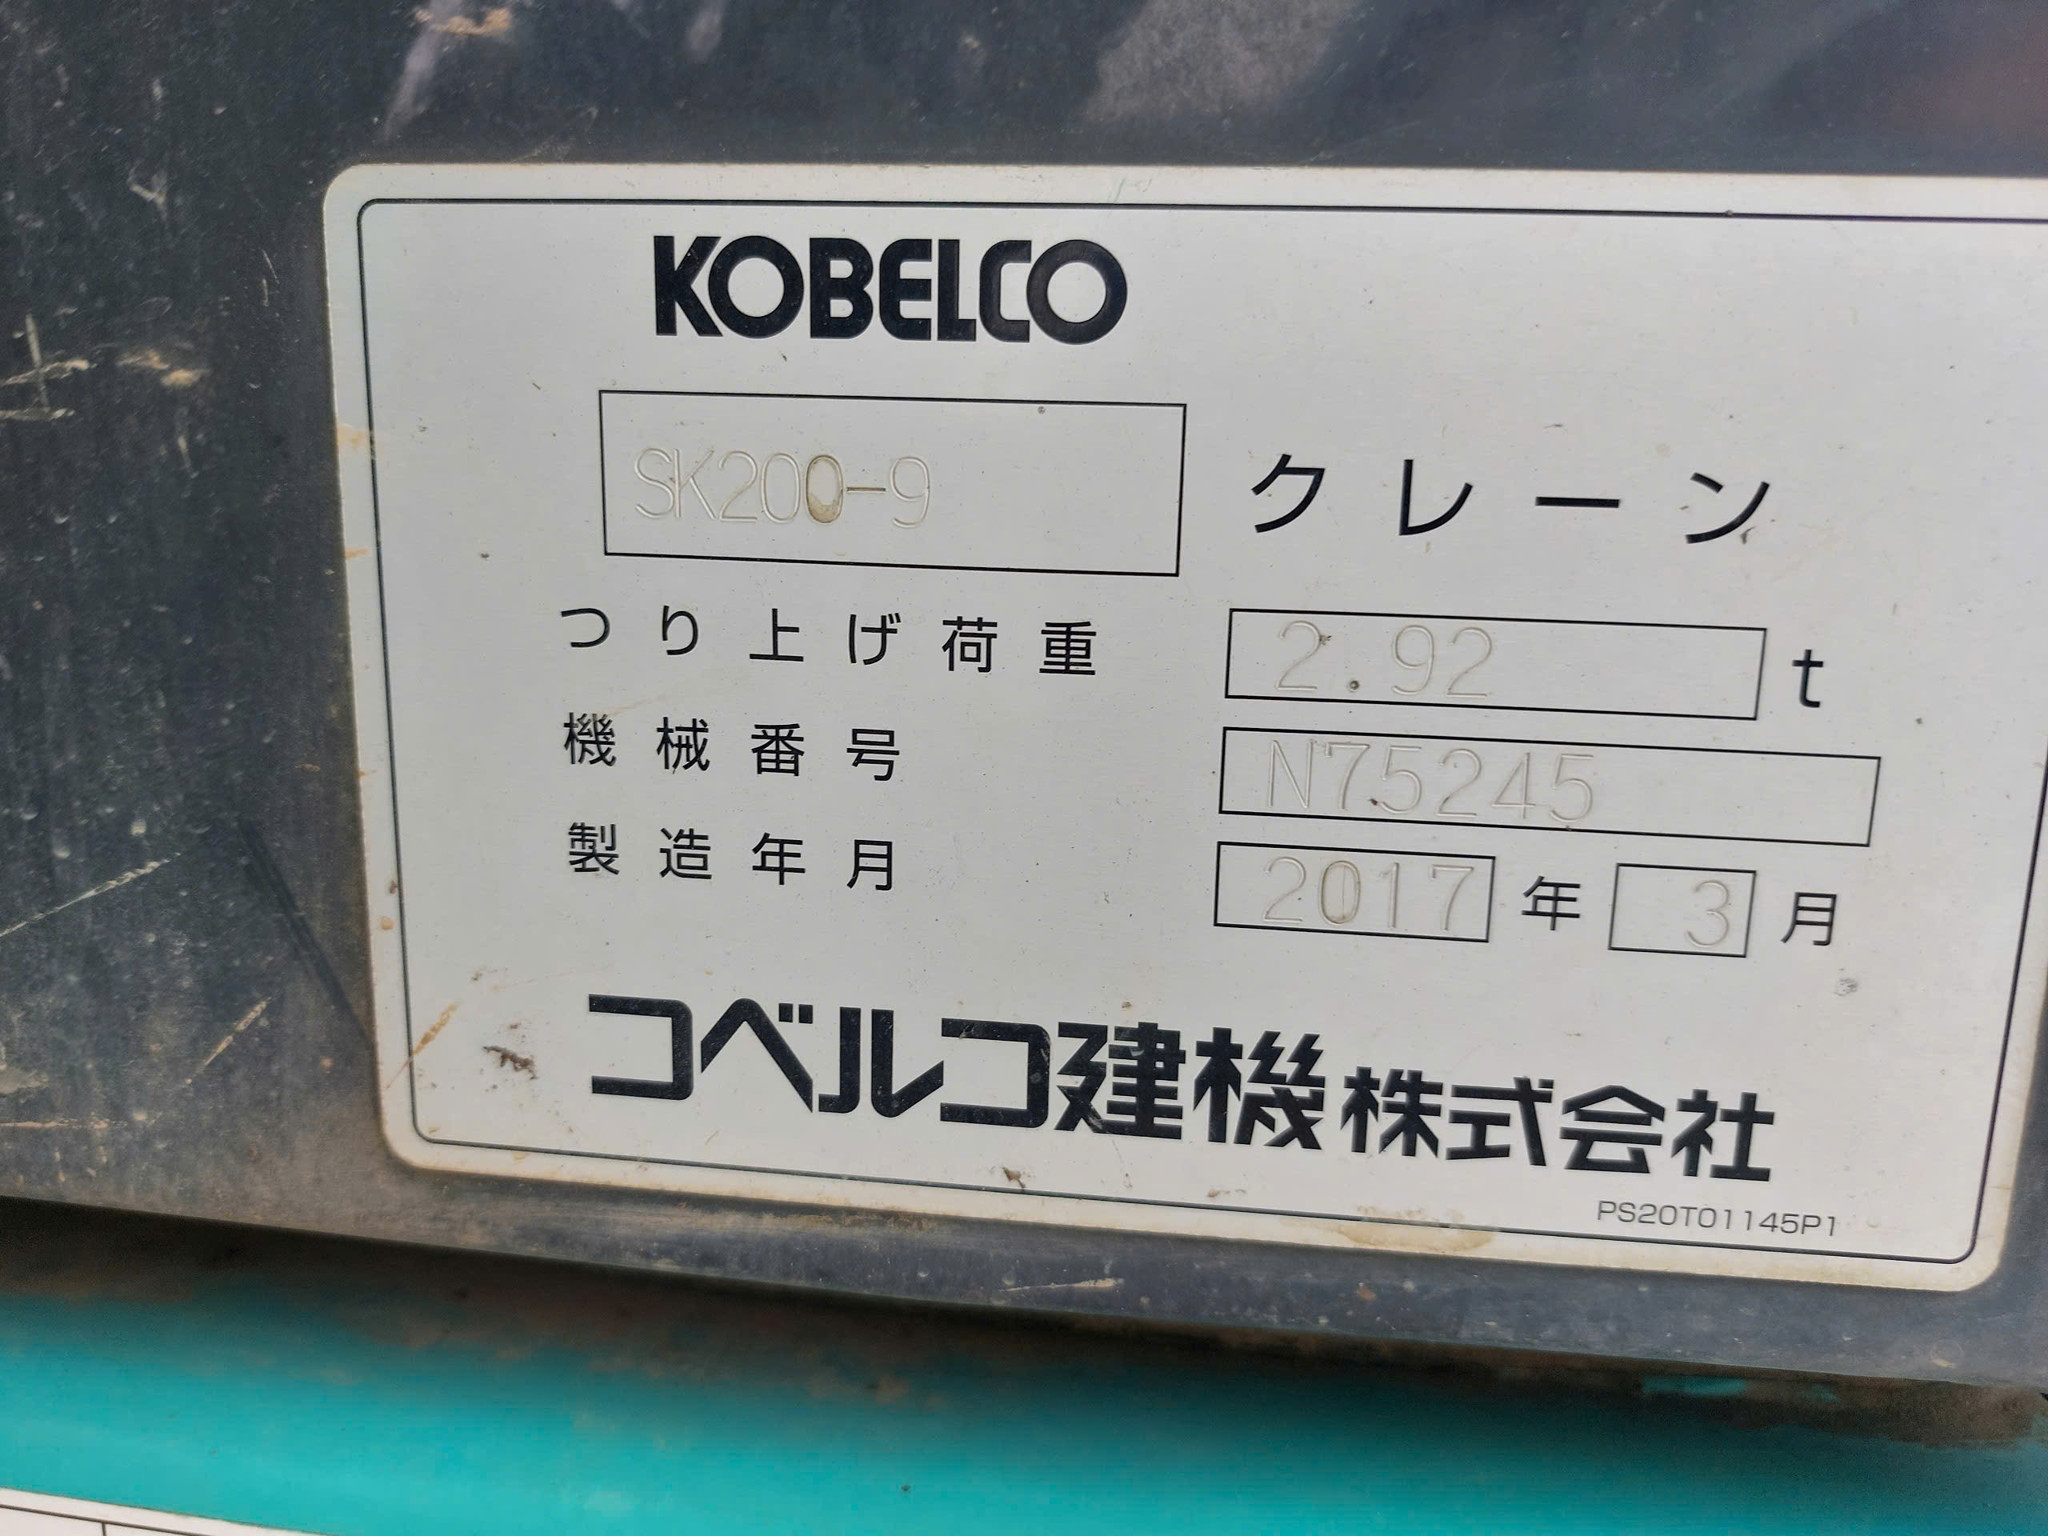 KOBELCO
SK200-9 クレーン
つり上げ荷重 2.92 t
機械番号 N75245
製造年月 2017 年 3 月
コベルコ建機株式会社
PS20T01145P1